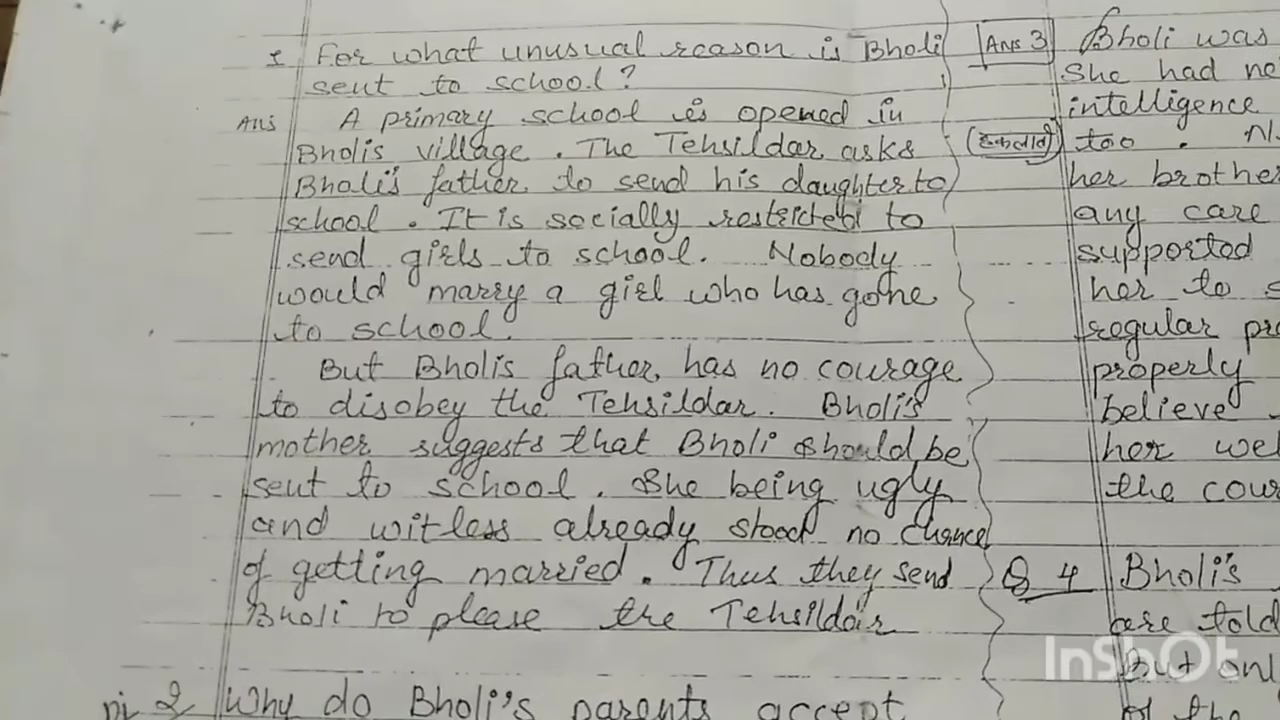 1 For what unusual reason is Bholi
sent to school?
Ans A primary school is opened in
Bholis village. The Tehsildar asks
Bholi's father to send his daughter to
school. It is socially restricted to
send girls to school. Nobody
would marry a girl who has gone
to school.
But Bholis father has no courage
to disobey the Tehsildar. Bholi's
mother suggests that Bholi should be
sent to school. She being ugly
and witless already stood no chance
of getting married. Thus they send
Bholi to please the Tehsildar
2 Why do Bholi's parents accept
Ans 3 Bholi was
She had
intelligence
(हकलाना) too.
her brothe
any care
supported
her to
regular
properly
believe
her
the
Q 4 Bholi's
are told
But
of the
InShOt